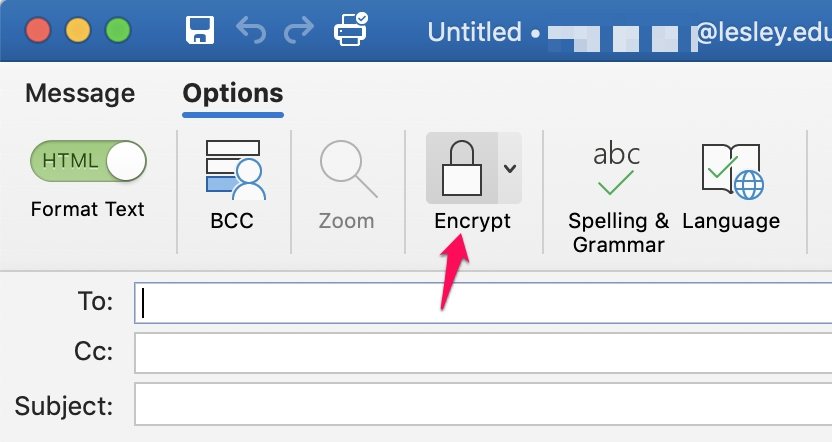 Untitled • @lesley.edu
Message Options
HTML
Format Text
BCC
Zoom
Encrypt
abc
Spelling &
Grammar
Language
To:
Cc:
Subject: